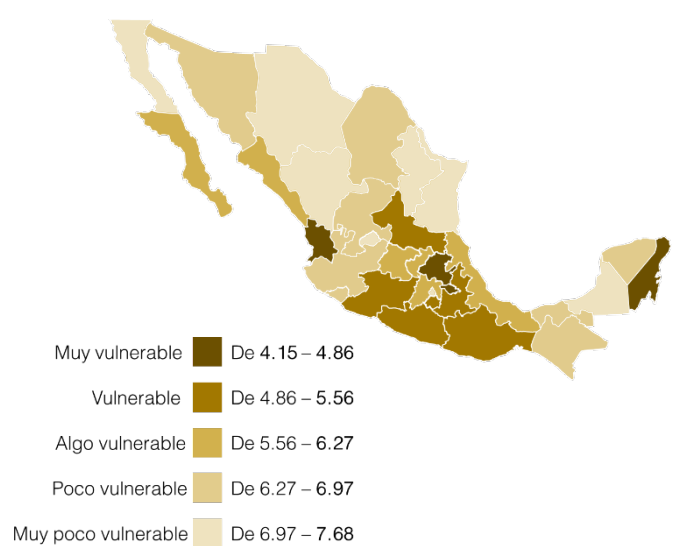 Muy vulnerable De 4.15 – 4.86
Vulnerable De 4.86 – 5.56
Algo vulnerable De 5.56 – 6.27
Poco vulnerable De 6.27 – 6.97
Muy poco vulnerable De 6.97 – 7.68